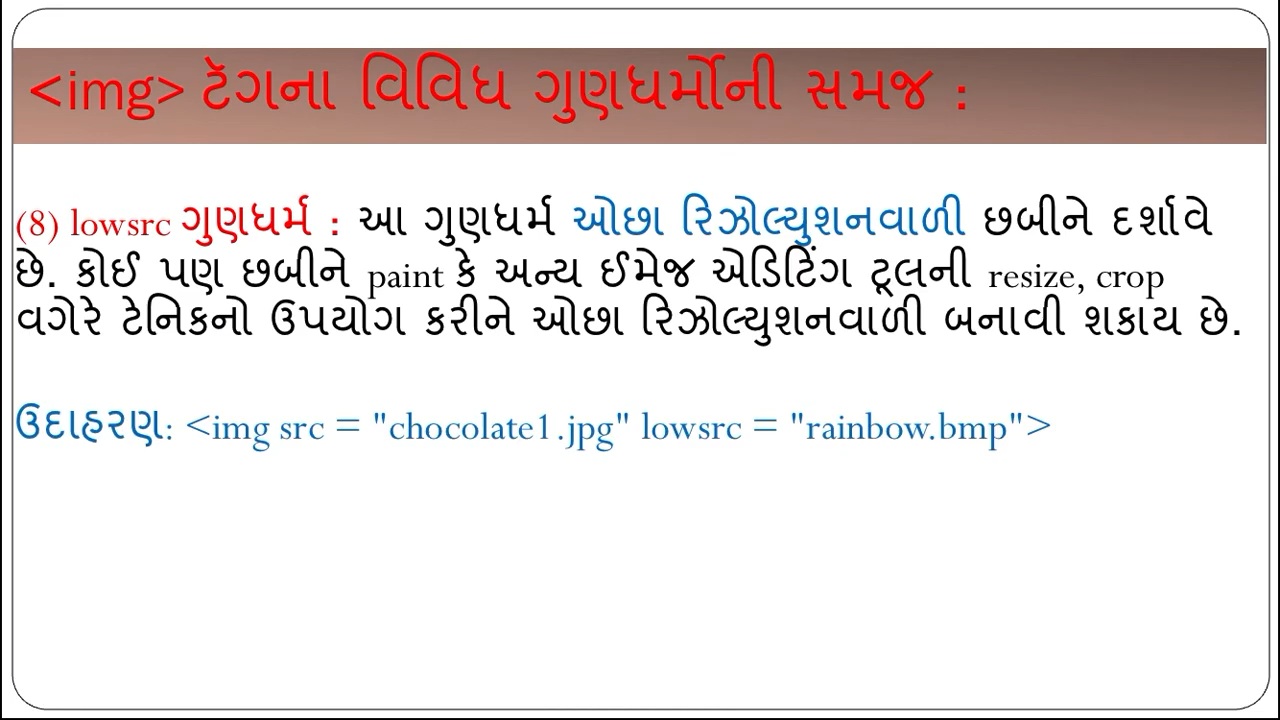 <img> ટૅગના વિવિધ ગુણધર્મોની સમજ :
(8) lowsrc ગુણધર્મ : આ ગુણધર્મ ઓછા રિઝોલ્યુશનવાળી છબીને દર્શાવે
છે. કોઈ પણ છબીને paint કે અન્ય ઈમેજ એડિટિંગ ટૂલની resize, crop
વગેરે ટેનિકનો ઉપયોગ કરીને ઓછા રિઝોલ્યુશનવાળી બનાવી શકાય છે.
ઉદાહરણ: <img src = "chocolate1.jpg" lowsrc = "rainbow.bmp">